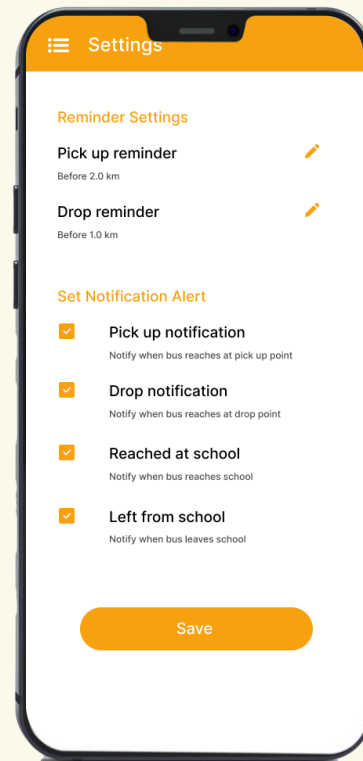 Settings
Reminder Settings
Pick up reminder
Before 2.0 km
Drop reminder
Before 1.0 km
Set Notification Alert
Pick up notification
Notify when bus reaches at pick up point
Drop notification
Notify when bus reaches at drop point
Reached at school
Notify when bus reaches school
Left from school
Notify when bus leaves school
Save